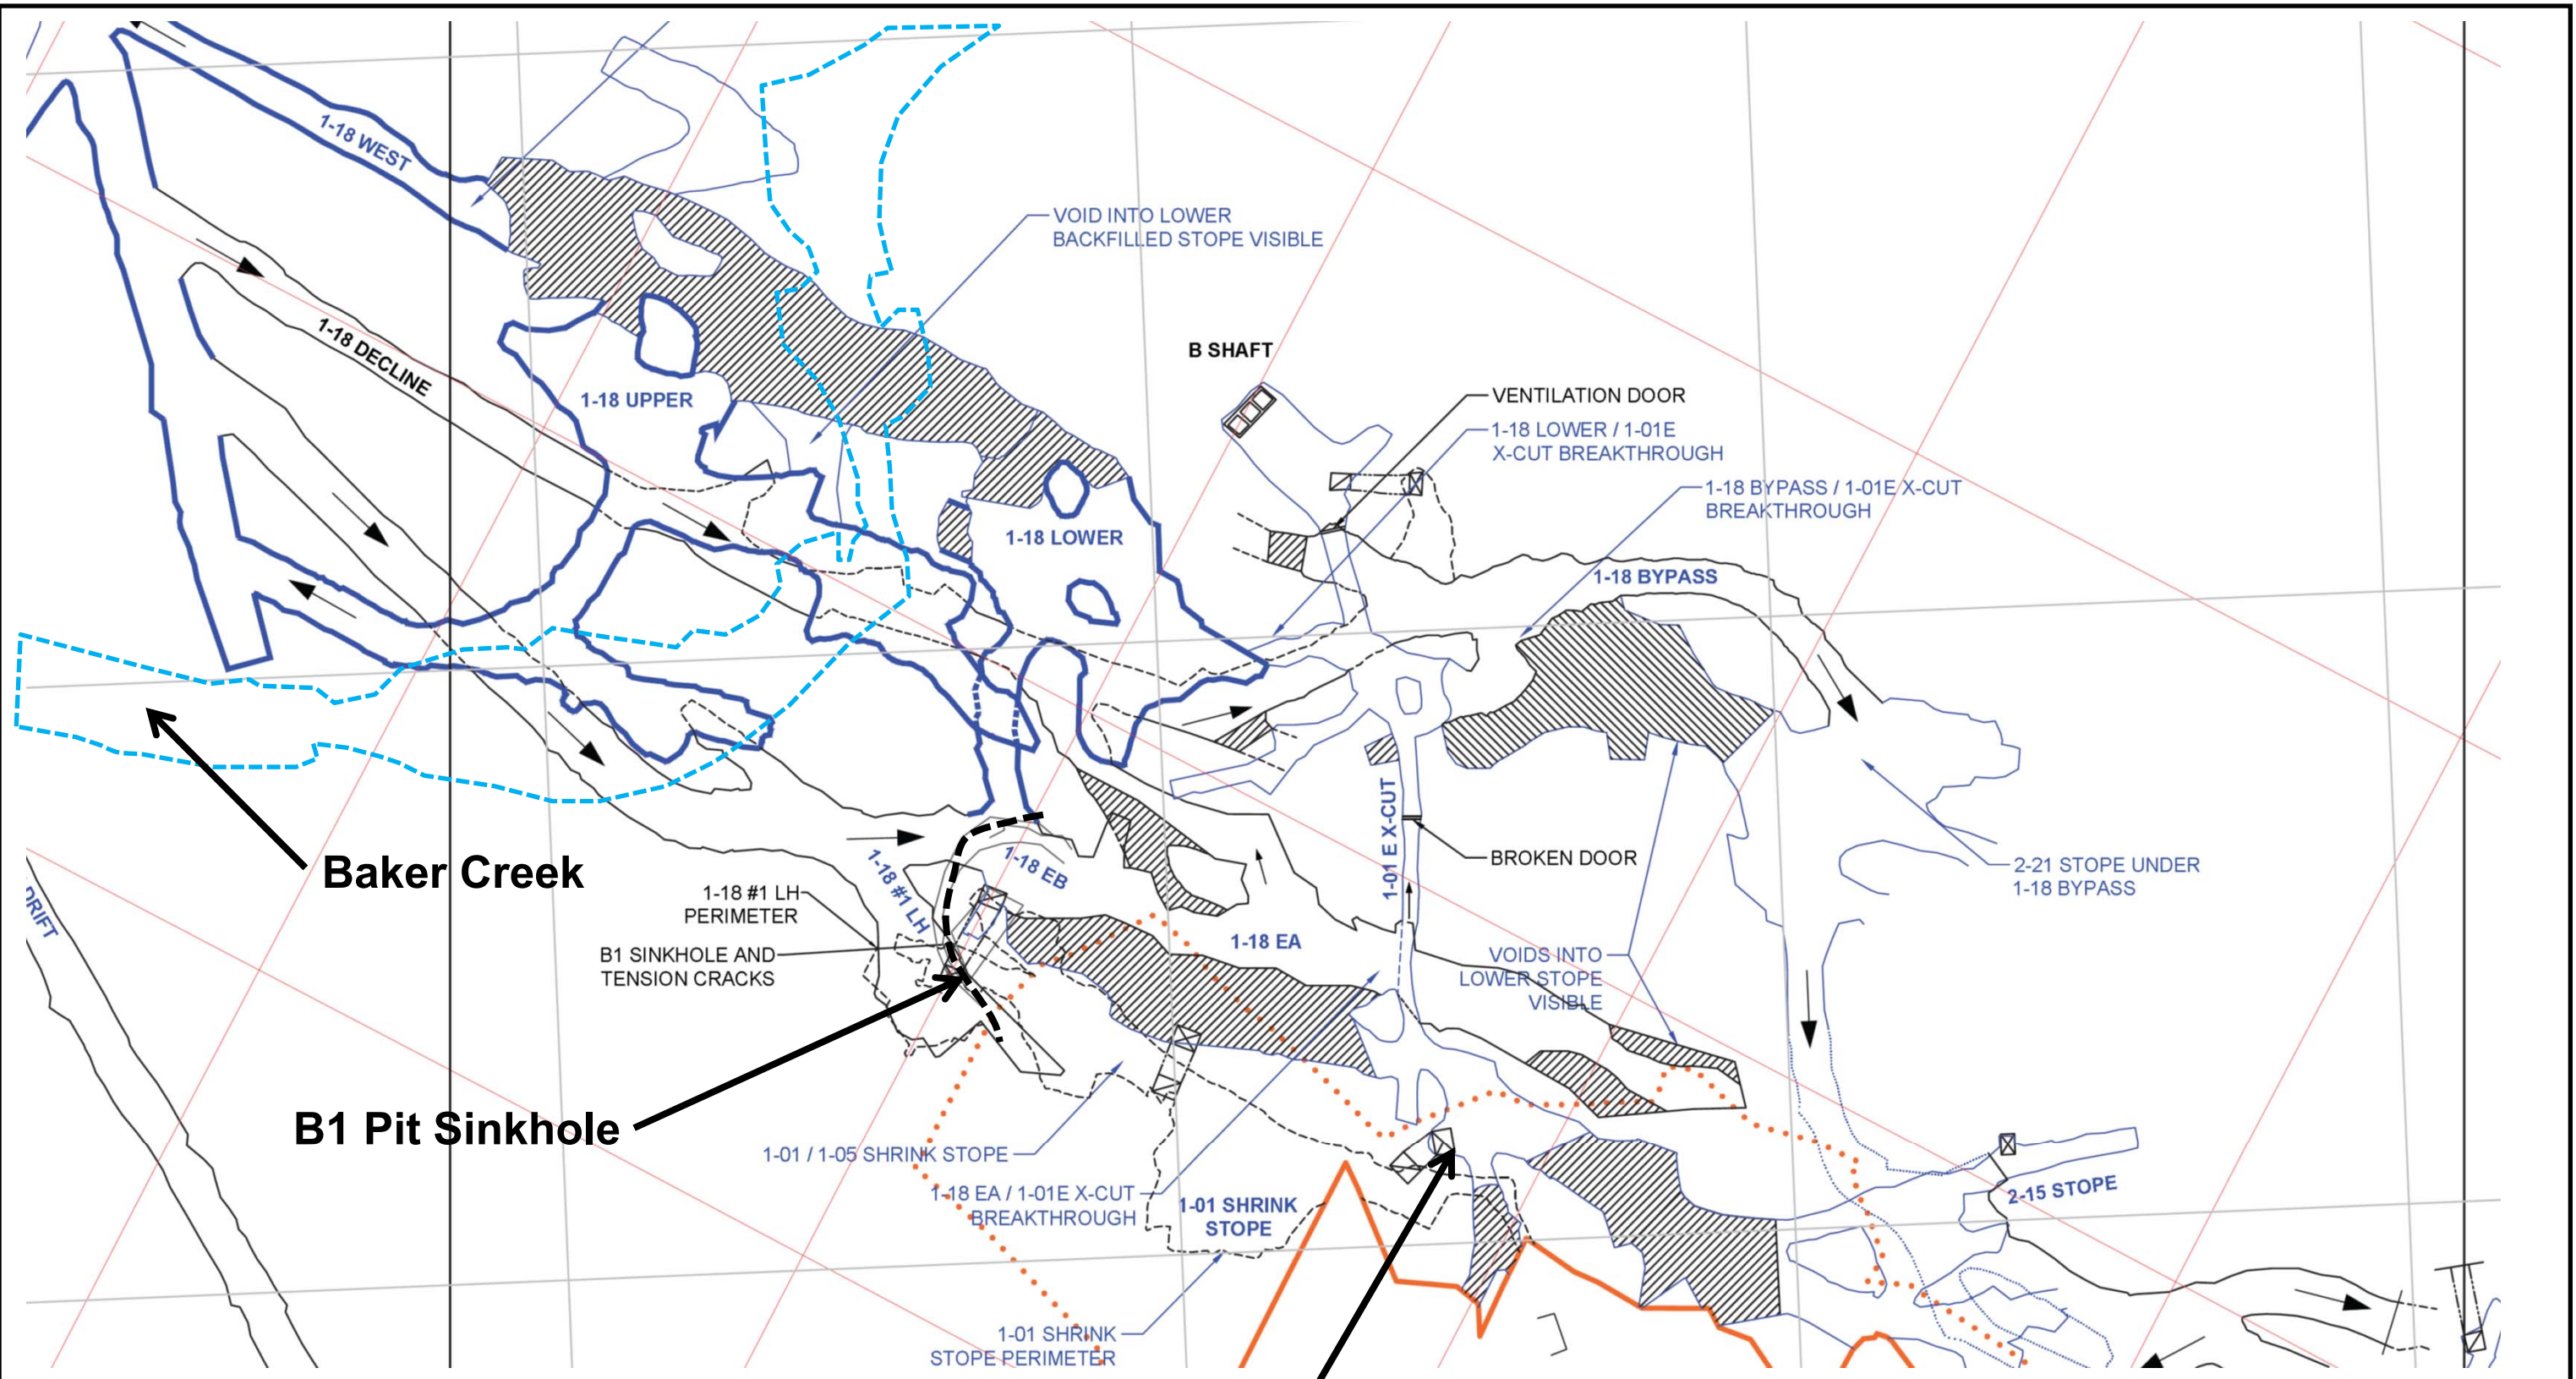 1-18 WEST
VOID INTO LOWER
BACKFILLED STOPE VISIBLE
1-18 DECLINE
B SHAFT
1-18 UPPER
VENTILATION DOOR
1-18 LOWER / 1-01E
X-CUT BREAKTHROUGH
1-18 BYPASS / 1-01E X-CUT
BREAKTHROUGH
1-18 LOWER
1-18 BYPASS
Baker Creek
1-01 E X-CUT
BROKEN DOOR
2-21 STOPE UNDER
1-18 BYPASS
1-18 EB
1-18 #1 LH
1-18 #1 LH
PERIMETER
DRIFT
B1 SINKHOLE AND
TENSION CRACKS
1-18 EA
VOIDS INTO
LOWER STOPE
VISIBLE
B1 Pit Sinkhole
1-01 / 1-05 SHRINK STOPE
1-18 EA / 1-01E X-CUT
BREAKTHROUGH
1-01 SHRINK
STOPE
2-15 STOPE
1-01 SHRINK
STOPE PERIMETER